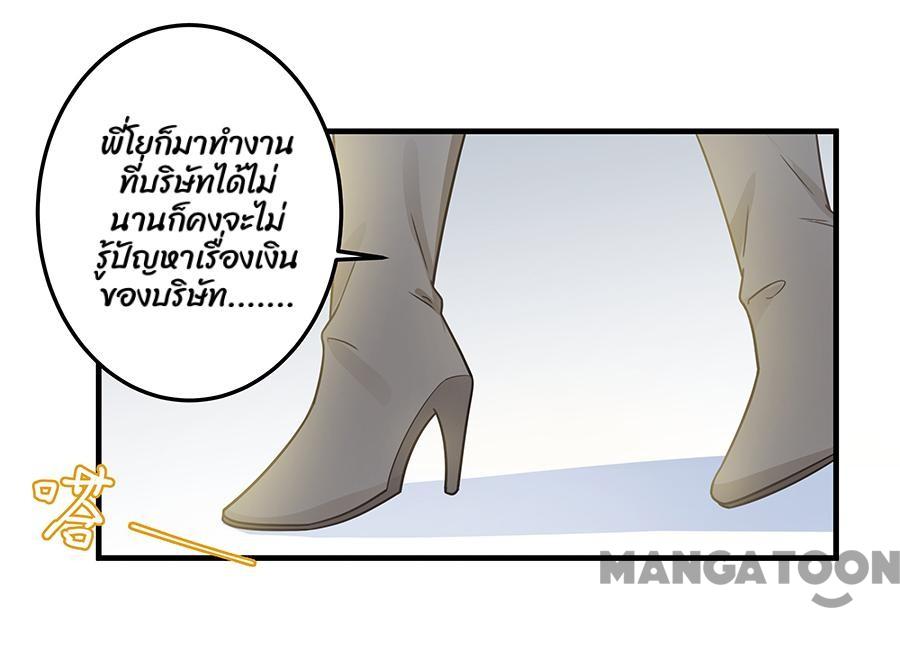 พี่โยก็มาทำงาน
ที่บริษัทได้ไม่
นานก็คงจะไม่
รู้ปัญหาเรื่องเงิน
ของบริษัท.......
嗒
MANGATOON